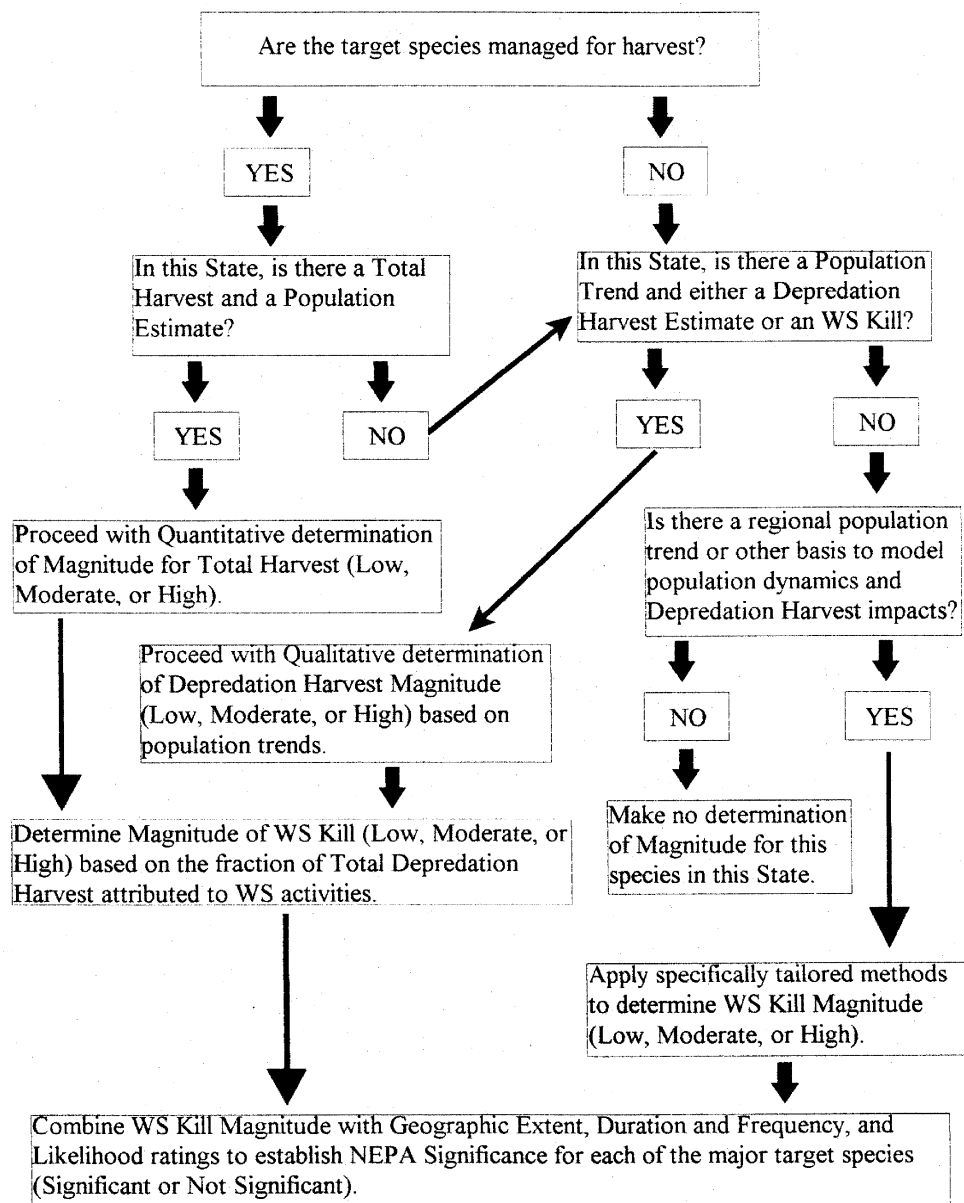 Are the target species managed for harvest?
YES
NO
In this State, is there a Total
Harvest and a Population
Estimate?
In this State, is there a Population
Trend and either a Depredation
Harvest Estimate or an WS Kill?
YES
NO
YES
NO
Proceed with Quantitative determination
of Magnitude for Total Harvest (Low,
Moderate, or High).
Is there a regional population
trend or other basis to model
population dynamics and
Depredation Harvest impacts?
Proceed with Qualitative determination
of Depredation Harvest Magnitude
(Low, Moderate, or High) based on
population trends.
NO
YES
Determine Magnitude of WS Kill (Low, Moderate, or
High) based on the fraction of Total Depredation
Harvest attributed to WS activities.
Make no determination
of Magnitude for this
species in this State.
Apply specifically tailored methods
to determine WS Kill Magnitude
(Low, Moderate, or High).
Combine WS Kill Magnitude with Geographic Extent, Duration and Frequency, and
Likelihood ratings to establish NEPA Significance for each of the major target species
(Significant or Not Significant).